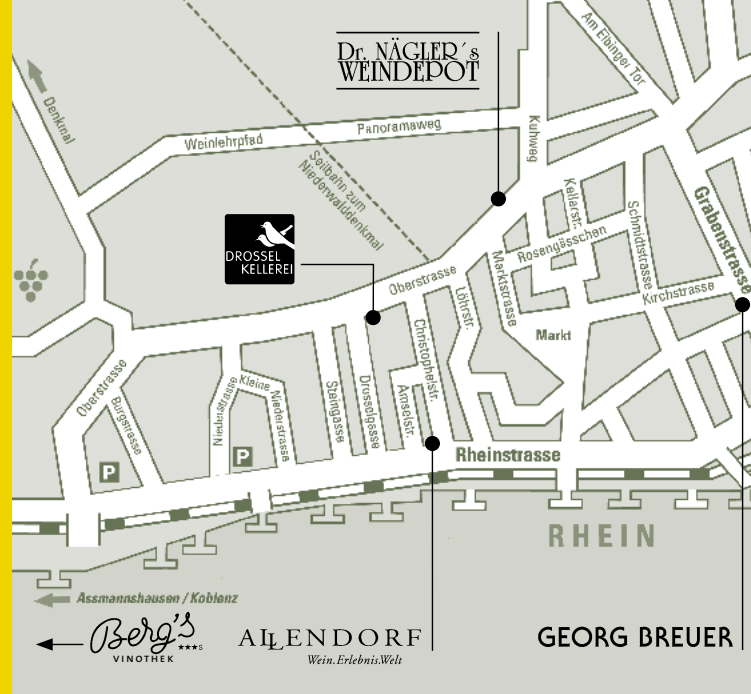 Dr. NÄGLER´s
WEINDEPOT
Am Eibinger Tor
Denkmal
Weinlehrpfad
Panoramaweg
Kuhweg
Seilbahn zum
Niederwalddenkmal
Kellerstr.
Schmidtstrasse
Grabenstrasse
DROSSEL
KELLEREI
Rosengässchen
Marktstrasse
Oberstrasse
Löhrstr.
Kirchstrasse
Markt
Christophelstr.
Oberstrasse
Burgstrasse
Niederstrasse
Kleine
Niederstrasse
Steingasse
Drosselgasse
Amselstr.
Rheinstrasse
P
P
RHEIN
Assmannshausen / Koblenz
Berg's
VINOTHEK
★★★S
ALLENDORF
Wein.Erlebnis.Welt
GEORG BREUER